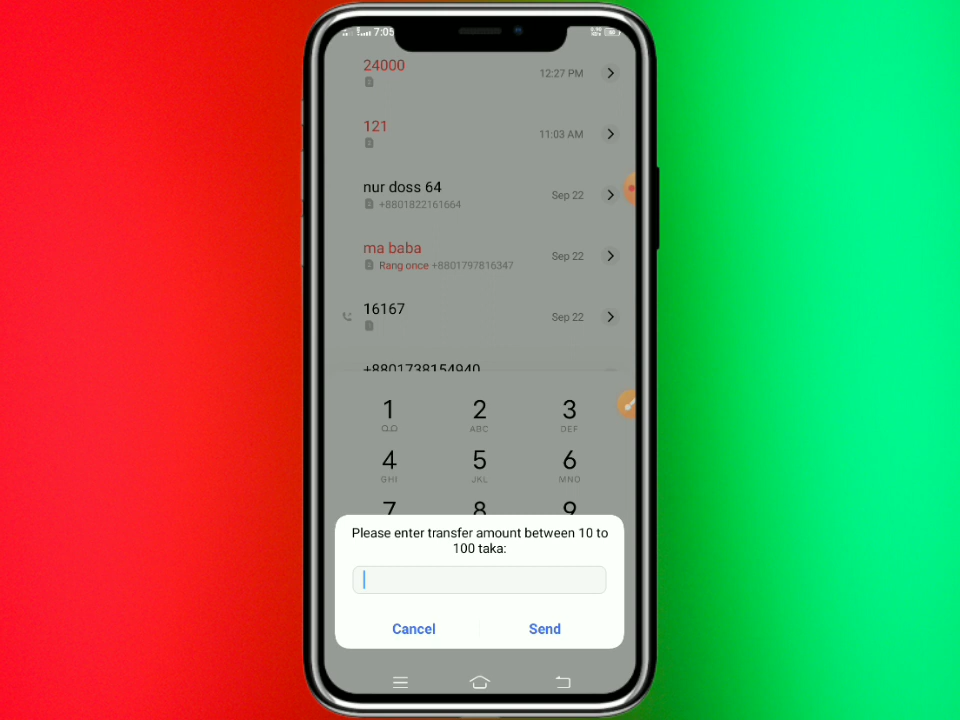 7:05
24000
12:27 PM
121
11:03 AM
nur doss 64
+8801822161664
Sep 22
ma baba
Rang once +8801797816347
Sep 22
16167
Sep 22
+8801738154940
1 2 3
ABC DEF
4 5 6
GHI JKL MNO
7 8 9
Please enter transfer amount between 10 to
100 taka:
Cancel Send